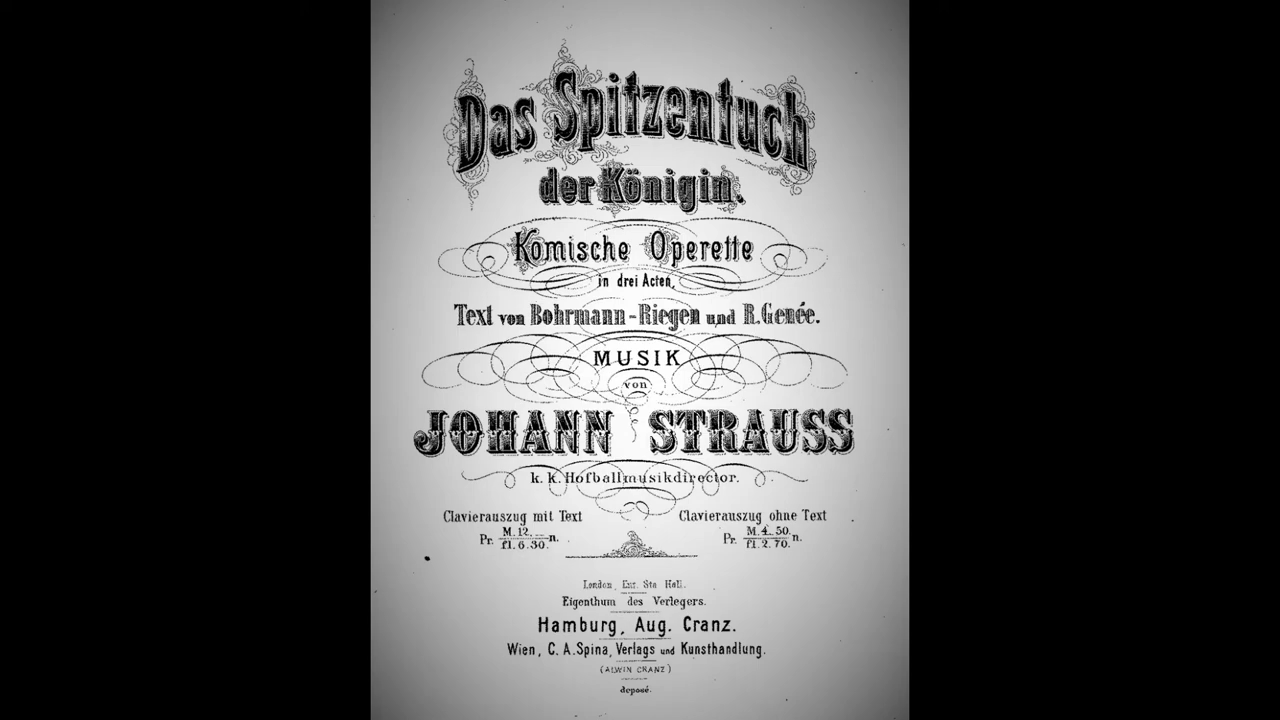 Das Spitzentuch
der Königin.
Komische Operette
in drei Acten,
Text von Bohrmann-Riegen und R. Genée.
MUSIK
von
JOHANN STRAUSS
k. k. Hofballmusikdirector.
Clavierauszug mit Text
Pr. M. 12. — n.
fl. 6. 30.
Clavierauszug ohne Text
Pr. M. 4. 50. n.
fl. 2. 70.
London, Ent. Sta. Hall.
Eigenthum des Verlegers.
Hamburg, Aug. Cranz.
Wien, C. A. Spina, Verlags und Kunsthandlung.
(ALWIN CRANZ)
deposé.